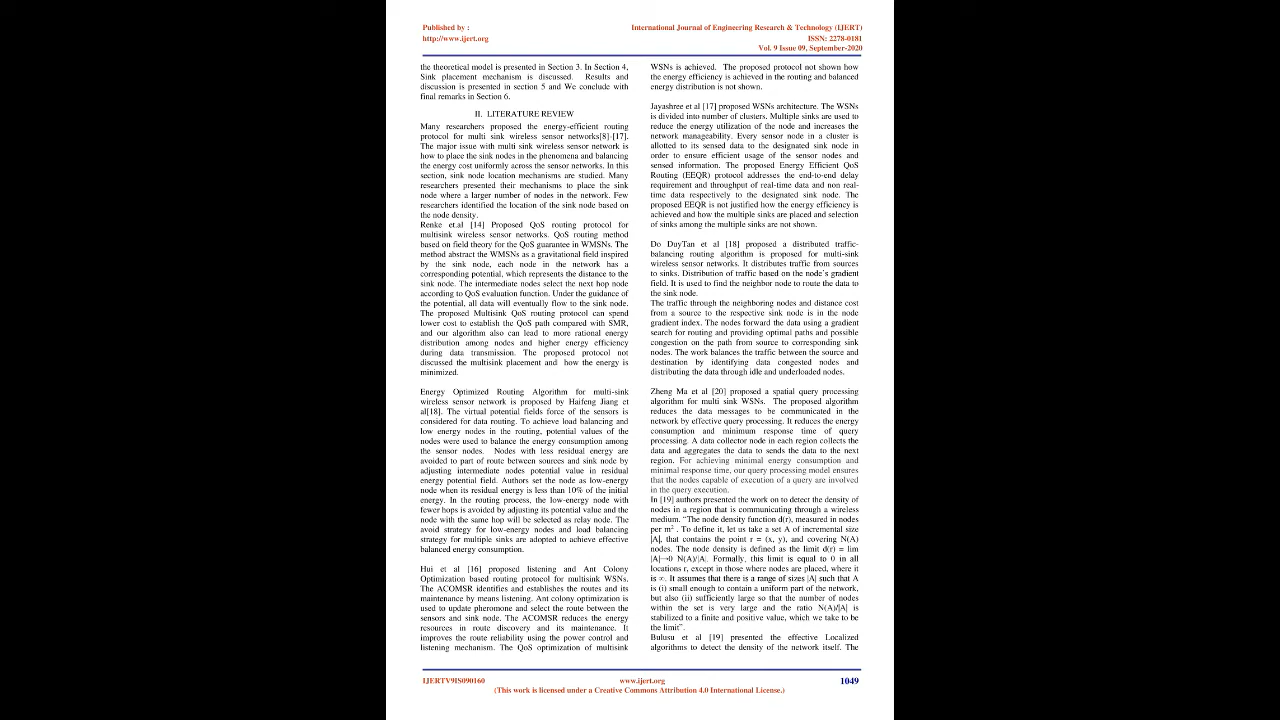 Published by :
http://www.ijert.org
International Journal of Engineering Research & Technology (IJERT)
ISSN: 2278-0181
Vol. 9 Issue 09, September-2020
the theoretical model is presented in Section 3. In Section 4,
Sink placement mechanism is discussed. Results and
discussion is presented in section 5 and We conclude with
final remarks in Section 6.
II. LITERATURE REVIEW
Many researchers proposed the energy-efficient routing
protocol for multi sink wireless sensor networks[8]-[17].
The major issue with multi sink wireless sensor network is
how to place the sink nodes in the phenomena and balancing
the energy cost uniformly across the sensor networks. In this
section, sink node location mechanisms are studied. Many
researchers presented their mechanisms to place the sink
node where a larger number of nodes in the network. Few
researchers identified the location of the sink node based on
the node density.
Renke et.al [14] Proposed QoS routing protocol for
multisink wireless sensor networks. QoS routing method
based on field theory for the QoS guarantee in WMSNs. The
method abstract the WMSNs as a gravitational field inspired
by the sink node, each node in the network has a
corresponding potential, which represents the distance to the
sink node. The intermediate nodes select the next hop node
according to QoS evaluation function. Under the guidance of
the potential, all data will eventually flow to the sink node.
The proposed Multisink QoS routing protocol can spend
lower cost to establish the QoS path compared with SMR,
and our algorithm also can lead to more rational energy
distribution among nodes and higher energy efficiency
during data transmission. The proposed protocol not
discussed the multisink placement and how the energy is
minimized.
Energy Optimized Routing Algorithm for multi-sink
wireless sensor network is proposed by Haifeng Jiang et
al[18]. The virtual potential fields force of the sensors is
considered for data routing. To achieve load balancing and
low energy nodes in the routing, potential values of the
nodes were used to balance the energy consumption among
the sensor nodes. Nodes with less residual energy are
avoided to part of route between sources and sink node by
adjusting intermediate nodes potential value in residual
energy potential field. Authors set the node as low-energy
node when its residual energy is less than 10% of the initial
energy. In the routing process, the low-energy node with
fewer hops is avoided by adjusting its potential value and the
node with the same hop will be selected as relay node. The
avoid strategy for low-energy nodes and load balancing
strategy for multiple sinks are adopted to achieve effective
balanced energy consumption.
Hui et al [16] proposed listening and Ant Colony
Optimization based routing protocol for multisink WSNs.
The ACOMSR identifies and establishes the routes and its
maintenance by means listening. Ant colony optimization is
used to update pheromone and select the route between the
sensors and sink node. The ACOMSR reduces the energy
resources in route discovery and its maintenance. It
improves the route reliability using the power control and
listening mechanism. The QoS optimization of multisink
WSNs is achieved. The proposed protocol not shown how
the energy efficiency is achieved in the routing and balanced
energy distribution is not shown.
Jayashree et al [17] proposed WSNs architecture. The WSNs
is divided into number of clusters. Multiple sinks are used to
reduce the energy utilization of the node and increases the
network manageability. Every sensor node in a cluster is
allotted to its sensed data to the designated sink node in
order to ensure efficient usage of the sensor nodes and
sensed information. The proposed Energy Efficient QoS
Routing (EEQR) protocol addresses the end-to-end delay
requirement and throughput of real-time data and non real-
time data respectively to the designated sink node. The
proposed EEQR is not justified how the energy efficiency is
achieved and how the multiple sinks are placed and selection
of sinks among the multiple sinks are not shown.
Do DuyTan et al [18] proposed a distributed traffic-
balancing routing algorithm is proposed for multi-sink
wireless sensor networks. It distributes traffic from sources
to sinks. Distribution of traffic based on the node's gradient
field. It is used to find the neighbor node to route the data to
the sink node.
The traffic through the neighboring nodes and distance cost
from a source to the respective sink node is in the node
gradient index. The nodes forward the data using a gradient
search for routing and providing optimal paths and possible
congestion on the path from source to corresponding sink
nodes. The work balances the traffic between the source and
destination by identifying data congested nodes and
distributing the data through idle and underloaded nodes.
Zheng Ma et al [20] proposed a spatial query processing
algorithm for multi sink WSNs. The proposed algorithm
reduces the data messages to be communicated in the
network by effective query processing. It reduces the energy
consumption and minimum response time of query
processing. A data collector node in each region collects the
data and aggregates the data to sends the data to the next
region. For achieving minimal energy consumption and
minimal response time, our query processing model ensures
that the nodes capable of execution of a query are involved
in the query execution.
In [19] authors presented the work on to detect the density of
nodes in a region that is communicating through a wireless
medium. "The node density function d(r), measured in nodes
per m². To define it, let us take a set A of incremental size
|A|, that contains the point r = (x, y), and covering N(A)
nodes. The node density is defined as the limit d(r) = lim
|A|→0 N(A)/|A|. Formally, this limit is equal to 0 in all
locations r, except in those where nodes are placed, where it
is ∞. It assumes that there is a range of sizes |A| such that A
is (i) small enough to contain a uniform part of the network,
but also (ii) sufficiently large so that the number of nodes
within the set is very large and the ratio N(A)/|A| is
stabilized to a finite and positive value, which we take to be
the limit".
Bulusu et al [19] presented the effective Localized
algorithms to detect the density of the network itself. The
IJERTV9IS090160
www.ijert.org
1049
(This work is licensed under a Creative Commons Attribution 4.0 International License.)